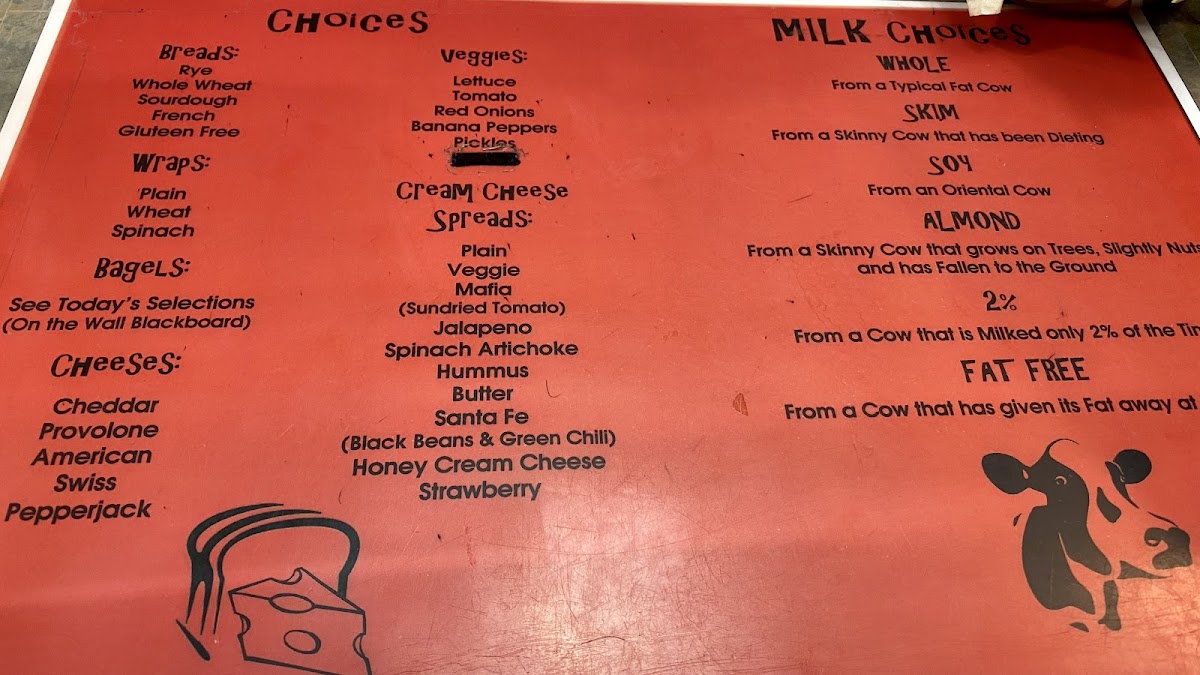 CHOICES
Breads:
Rye
Whole Wheat
Sourdough
French
Gluteen Free
Wraps:
Plain
Wheat
Spinach
Bagels:
See Today's Selections
(On the Wall Blackboard)
Cheeses:
Cheddar
Provolone
American
Swiss
Pepperjack
Veggies:
Lettuce
Tomato
Red Onions
Banana Peppers
Pickles
Cream Cheese
Spreads:
Plain
Veggie
Mafia
(Sundried Tomato)
Jalapeno
Spinach Artichoke
Hummus
Butter
Santa Fe
(Black Beans & Green Chili)
Honey Cream Cheese
Strawberry
MILK CHOICES
WHOLE
From a Typical Fat Cow
SKIM
From a Skinny Cow that has been Dieting
SOY
From an Oriental Cow
ALMOND
From a Skinny Cow that grows on Trees, Slightly Nuts
and has Fallen to the Ground
2%
From a Cow that is Milked only 2% of the
FAT FREE
From a Cow that has given its Fat away at